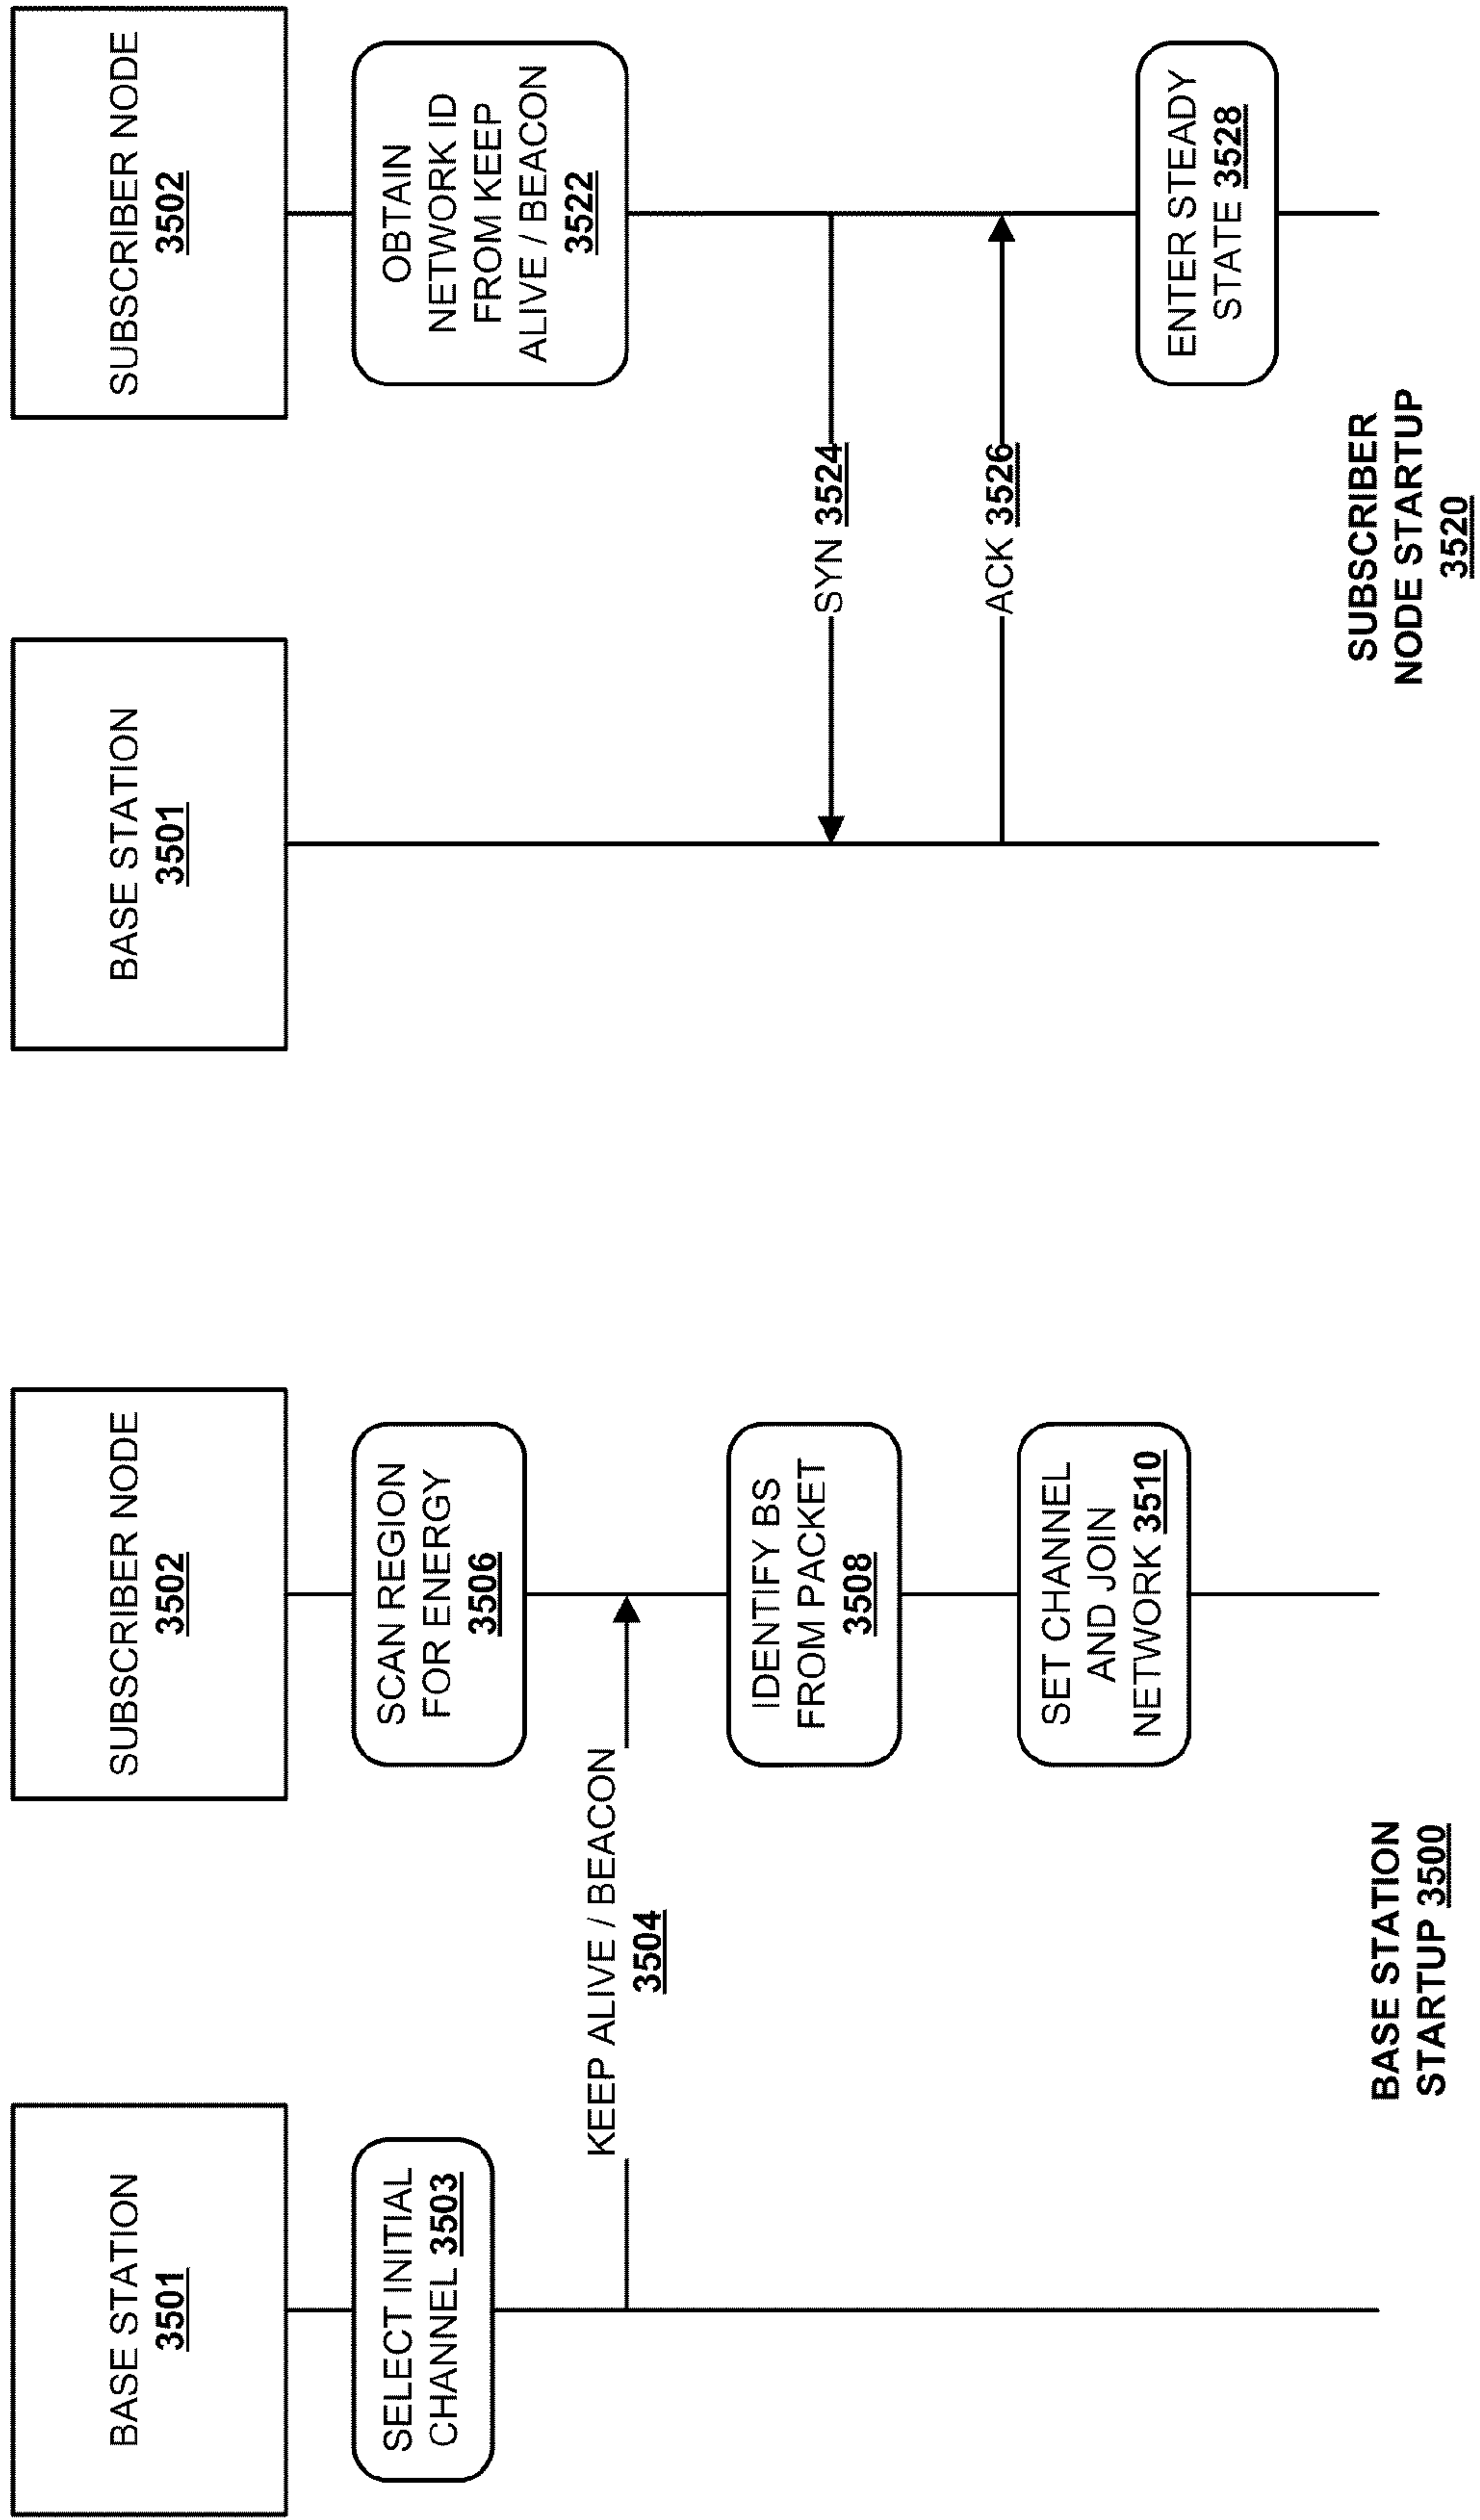 BASE STATION
3501
SUBSCRIBER NODE
3502
SELECT INITIAL
CHANNEL 3503
SCAN REGION
FOR ENERGY
3506
KEEP ALIVE / BEACON
3504
IDENTIFY BS
FROM PACKET
3508
SET CHANNEL
AND JOIN
NETWORK 3510
BASE STATION
STARTUP 3500
BASE STATION
3501
SUBSCRIBER NODE
3502
OBTAIN
NETWORK ID
FROM KEEP
ALIVE / BEACON
3522
SYN 3524
ACK 3526
ENTER STEADY
STATE 3528
SUBSCRIBER
NODE STARTUP
3520